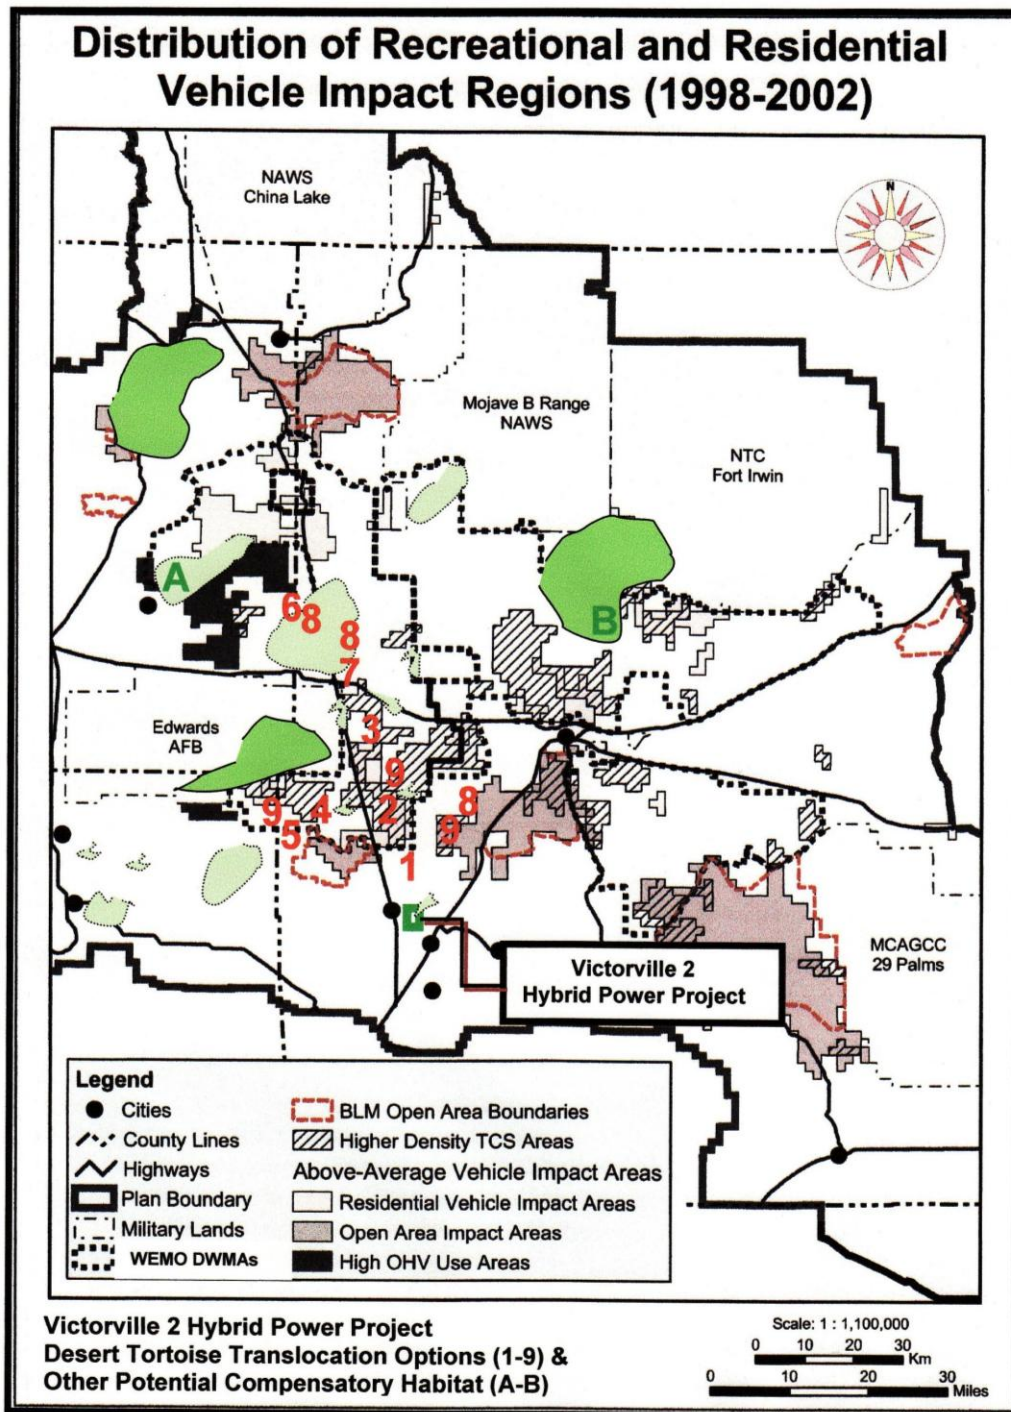 Distribution of Recreational and Residential
Vehicle Impact Regions (1998-2002)
NAWS
China Lake
N
Mojave B Range
NAWS
NTC
Fort Irwin
A
B
6
8
8
7
Edwards
AFB
3
9
9
4
2
8
5
9
1
MCAGCC
29 Palms
Victorville 2
Hybrid Power Project
Legend
Cities
County Lines
Highways
Plan Boundary
Military Lands
WEMO DWMAs
BLM Open Area Boundaries
Higher Density TCS Areas
Above-Average Vehicle Impact Areas
Residential Vehicle Impact Areas
Open Area Impact Areas
High OHV Use Areas
Victorville 2 Hybrid Power Project
Desert Tortoise Translocation Options (1-9) &
Other Potential Compensatory Habitat (A-B)
Scale: 1 : 1,100,000
0 10 20 30
Km
0 10 20 30
Miles